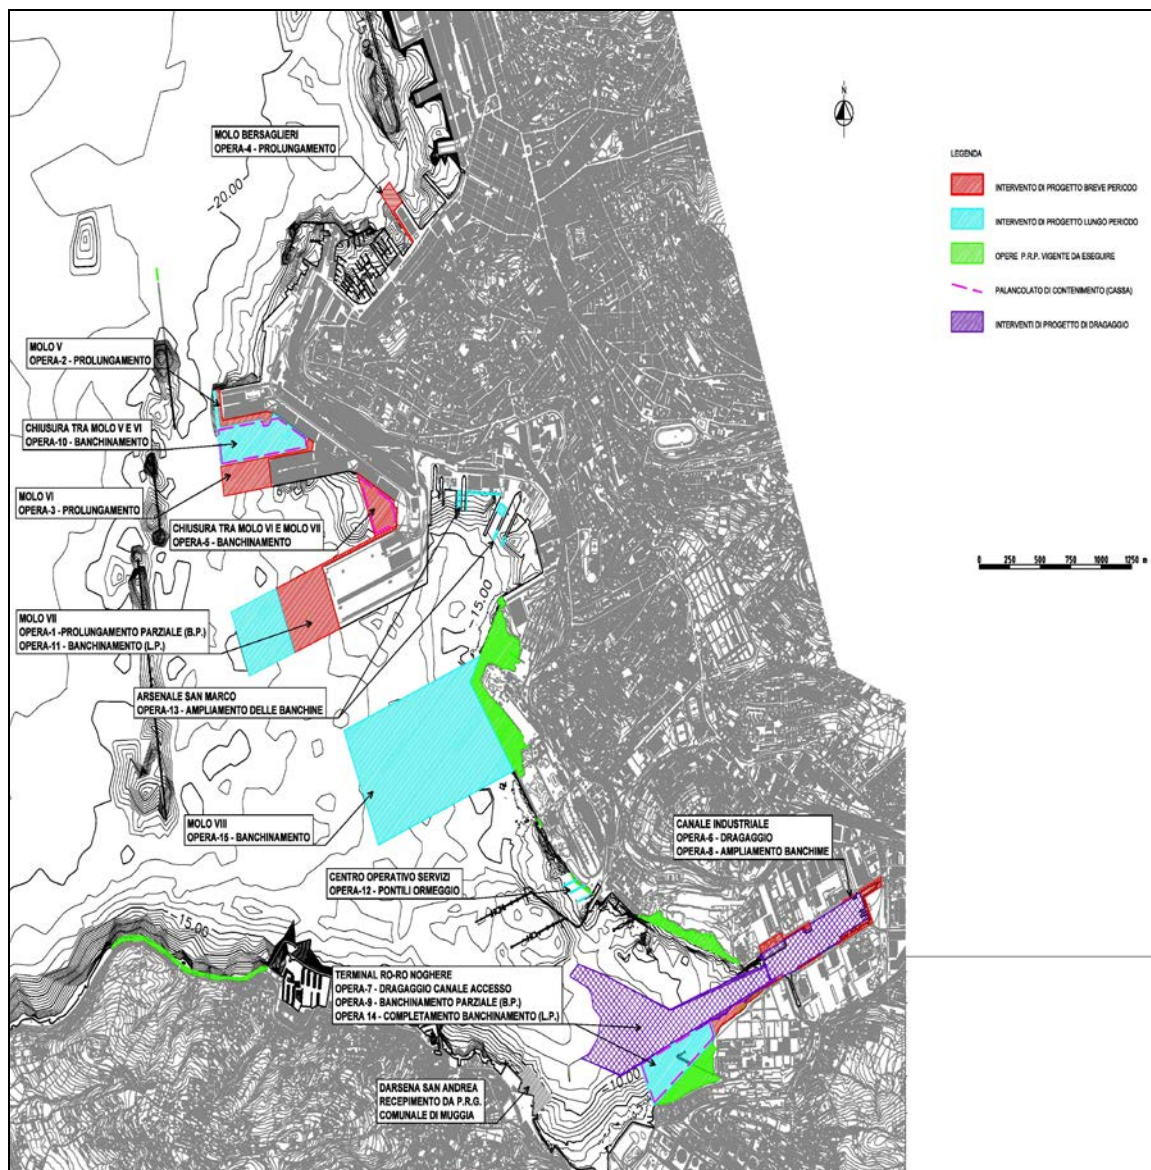 MOLO BERSAGLIERI
OPERA-4 - PROLUNGAMENTO
N
LEGENDA
INTERVENTO DI PROGETTO BREVE PERIODO
INTERVENTO DI PROGETTO LUNGO PERIODO
OPERE P.R.P. VIGENTE DA ESEGUIRE
PALANCOLATO DI CONTENIMENTO (CASSA)
INTERVENTI DI PROGETTO DI DRAGAGGIO
-20.00
MOLO V
OPERA-2 - PROLUNGAMENTO
CHIUSURA TRA MOLO V E VI
OPERA-10 - BANCHINAMENTO
MOLO VI
OPERA-3 - PROLUNGAMENTO
CHIUSURA TRA MOLO VI E MOLO VII
OPERA-5 - BANCHINAMENTO
0 250 500 750 1000 1250 m
-15.00
MOLO VII
OPERA-1 -PROLUNGAMENTO PARZIALE (B.P.)
OPERA-11 - BANCHINAMENTO (L.P.)
ARSENALE SAN MARCO
OPERA-13 - AMPLIAMENTO DELLE BANCHINE
MOLO VIII
OPERA-15 - BANCHINAMENTO
CANALE INDUSTRIALE
OPERA-6 - DRAGAGGIO
OPERA-8 - AMPLIAMENTO BANCHIME
CENTRO OPERATIVO SERVIZI
OPERA-12 - PONTILI ORMEGGIO
-15.00
TERMINAL RO-RO NOGHERE
OPERA-7 - DRAGAGGIO CANALE ACCESSO
OPERA-9 - BANCHINAMENTO PARZIALE (B.P.)
OPERA 14 - COMPLETAMENTO BANCHINAMENTO (L.P.)
-10.00
DARSENA SAN ANDREA
RECEPIMENTO DA P.R.G.
COMUNALE DI MUGGIA